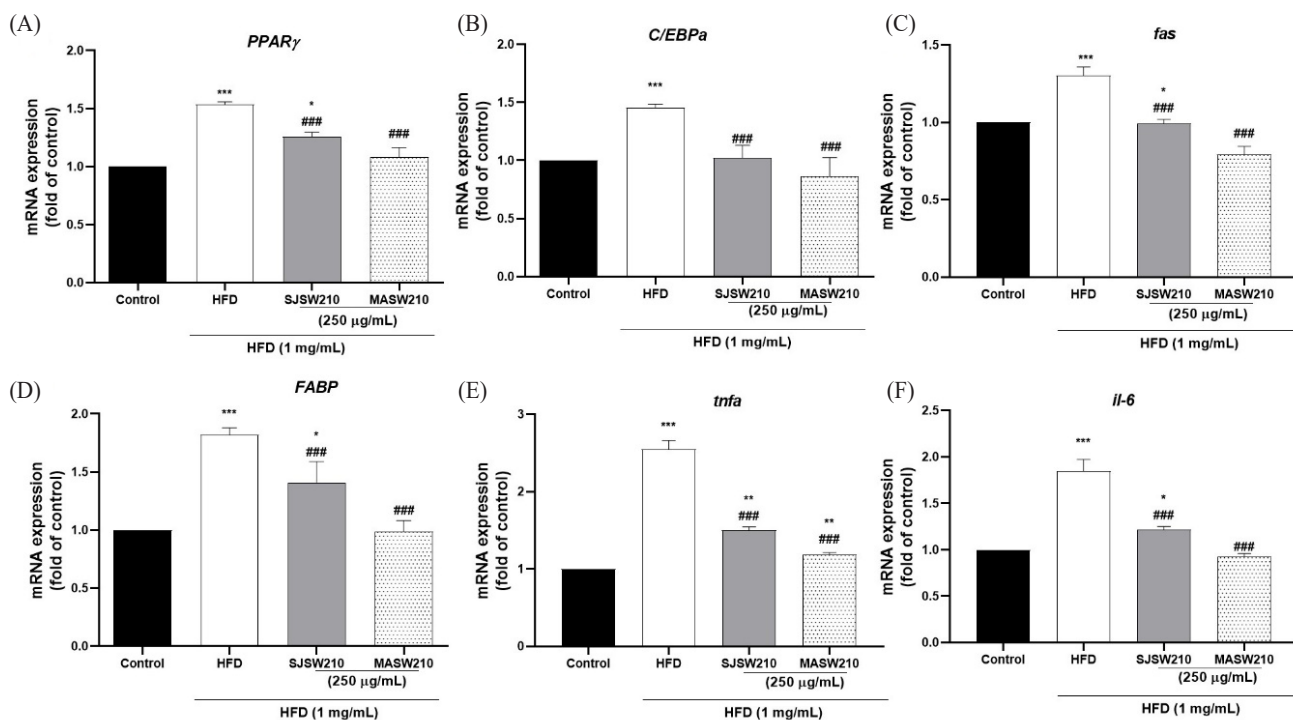 (A)
PPARγ
mRNA expression
(fold of control)
2.0
1.5
1.0
0.5
0.0
***
*
###
###
Control HFD SJSW210 MASW210
(250 µg/mL)
HFD (1 mg/mL)
(B)
C/EBPa
mRNA expression
(fold of control)
2.0
1.5
1.0
0.5
0.0
***
###
###
Control HFD SJSW210 MASW210
(250 µg/mL)
HFD (1 mg/mL)
(C)
fas
mRNA expression
(fold of control)
1.5
1.0
0.5
0.0
***
*
###
###
Control HFD SJSW210 MASW210
(250 µg/mL)
HFD (1 mg/mL)
(D)
FABP
mRNA expression
(fold of control)
2.0
1.5
1.0
0.5
0.0
***
*
###
###
Control HFD SJSW210 MASW210
(250 µg/mL)
HFD (1 mg/mL)
(E)
tnfa
mRNA expression
(fold of control)
3
2
1
0
***
**
###
**
###
Control HFD SJSW210 MASW210
(250 µg/mL)
HFD (1 mg/mL)
(F)
il-6
mRNA expression
(fold of control)
2.5
2.0
1.5
1.0
0.5
0.0
***
*
###
###
Control HFD SJSW210 MASW210
(250 µg/mL)
HFD (1 mg/mL)